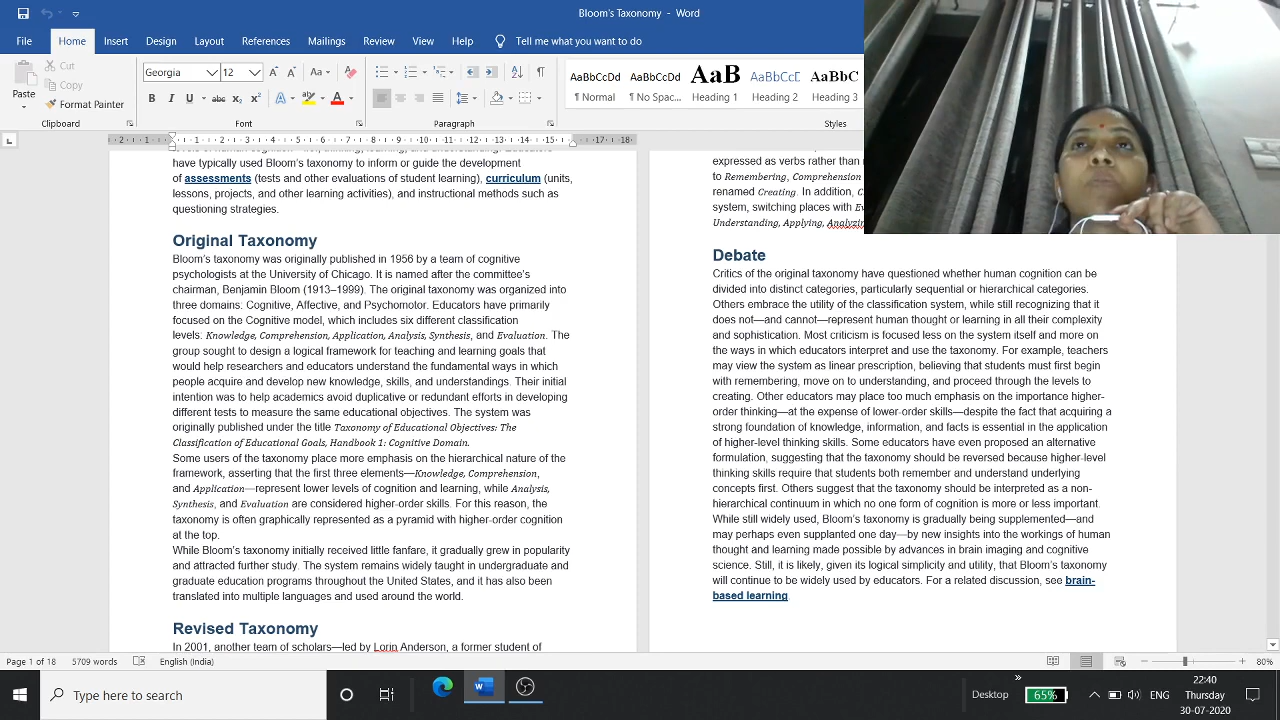 Bloom's Taxonomy - Word
File
Home
Insert
Design
Layout
References
Mailings
Review
View
Help
Tell me what you want to do
Paste
Cut
Copy
Format Painter
Clipboard
Georgia
12
Font
Paragraph
AaBbCcDd
¶ Normal
AaBbCcDd
¶ No Spac...
AaB
Heading 1
AaBbCcD
Heading 2
AaBbC
Heading 3
Styles
have typically used Bloom's taxonomy to inform or guide the development
of assessments (tests and other evaluations of student learning), curriculum (units,
lessons, projects, and other learning activities), and instructional methods such as
questioning strategies.
Original Taxonomy
Bloom's taxonomy was originally published in 1956 by a team of cognitive
psychologists at the University of Chicago. It is named after the committee's
chairman, Benjamin Bloom (1913–1999). The original taxonomy was organized into
three domains: Cognitive, Affective, and Psychomotor. Educators have primarily
focused on the Cognitive model, which includes six different classification
levels: Knowledge, Comprehension, Application, Analysis, Synthesis, and Evaluation. The
group sought to design a logical framework for teaching and learning goals that
would help researchers and educators understand the fundamental ways in which
people acquire and develop new knowledge, skills, and understandings. Their initial
intention was to help academics avoid duplicative or redundant efforts in developing
different tests to measure the same educational objectives. The system was
originally published under the title Taxonomy of Educational Objectives: The
Classification of Educational Goals, Handbook 1: Cognitive Domain.
Some users of the taxonomy place more emphasis on the hierarchical nature of the
framework, asserting that the first three elements—Knowledge, Comprehension,
and Application—represent lower levels of cognition and learning, while Analysis,
Synthesis, and Evaluation are considered higher-order skills. For this reason, the
taxonomy is often graphically represented as a pyramid with higher-order cognition
at the top.
While Bloom's taxonomy initially received little fanfare, it gradually grew in popularity
and attracted further study. The system remains widely taught in undergraduate and
graduate education programs throughout the United States, and it has also been
translated into multiple languages and used around the world.
Revised Taxonomy
In 2001, another team of scholars—led by Lorin Anderson, a former student of
expressed as verbs rather than
to Remembering, Comprehension
renamed Creating. In addition,
system, switching places with
Understanding, Applying, Analyzing
Debate
Critics of the original taxonomy have questioned whether human cognition can be
divided into distinct categories, particularly sequential or hierarchical categories.
Others embrace the utility of the classification system, while still recognizing that it
does not—and cannot—represent human thought or learning in all their complexity
and sophistication. Most criticism is focused less on the system itself and more on
the ways in which educators interpret and use the taxonomy. For example, teachers
may view the system as linear prescription, believing that students must first begin
with remembering, move on to understanding, and proceed through the levels to
creating. Other educators may place too much emphasis on the importance higher-
order thinking—at the expense of lower-order skills—despite the fact that acquiring a
strong foundation of knowledge, information, and facts is essential in the application
of higher-level thinking skills. Some educators have even proposed an alternative
formulation, suggesting that the taxonomy should be reversed because higher-level
thinking skills require that students both remember and understand underlying
concepts first. Others suggest that the taxonomy should be interpreted as a non-
hierarchical continuum in which no one form of cognition is more or less important.
While still widely used, Bloom's taxonomy is gradually being supplemented—and
may perhaps even supplanted one day—by new insights into the workings of human
thought and learning made possible by advances in brain imaging and cognitive
science. Still, it is likely, given its logical simplicity and utility, that Bloom's taxonomy
will continue to be widely used by educators. For a related discussion, see brain-
based learning.
Page 1 of 18
5709 words
English (India)
80%
Type here to search
Desktop
65%
ENG
22:40
Thursday
30-07-2020